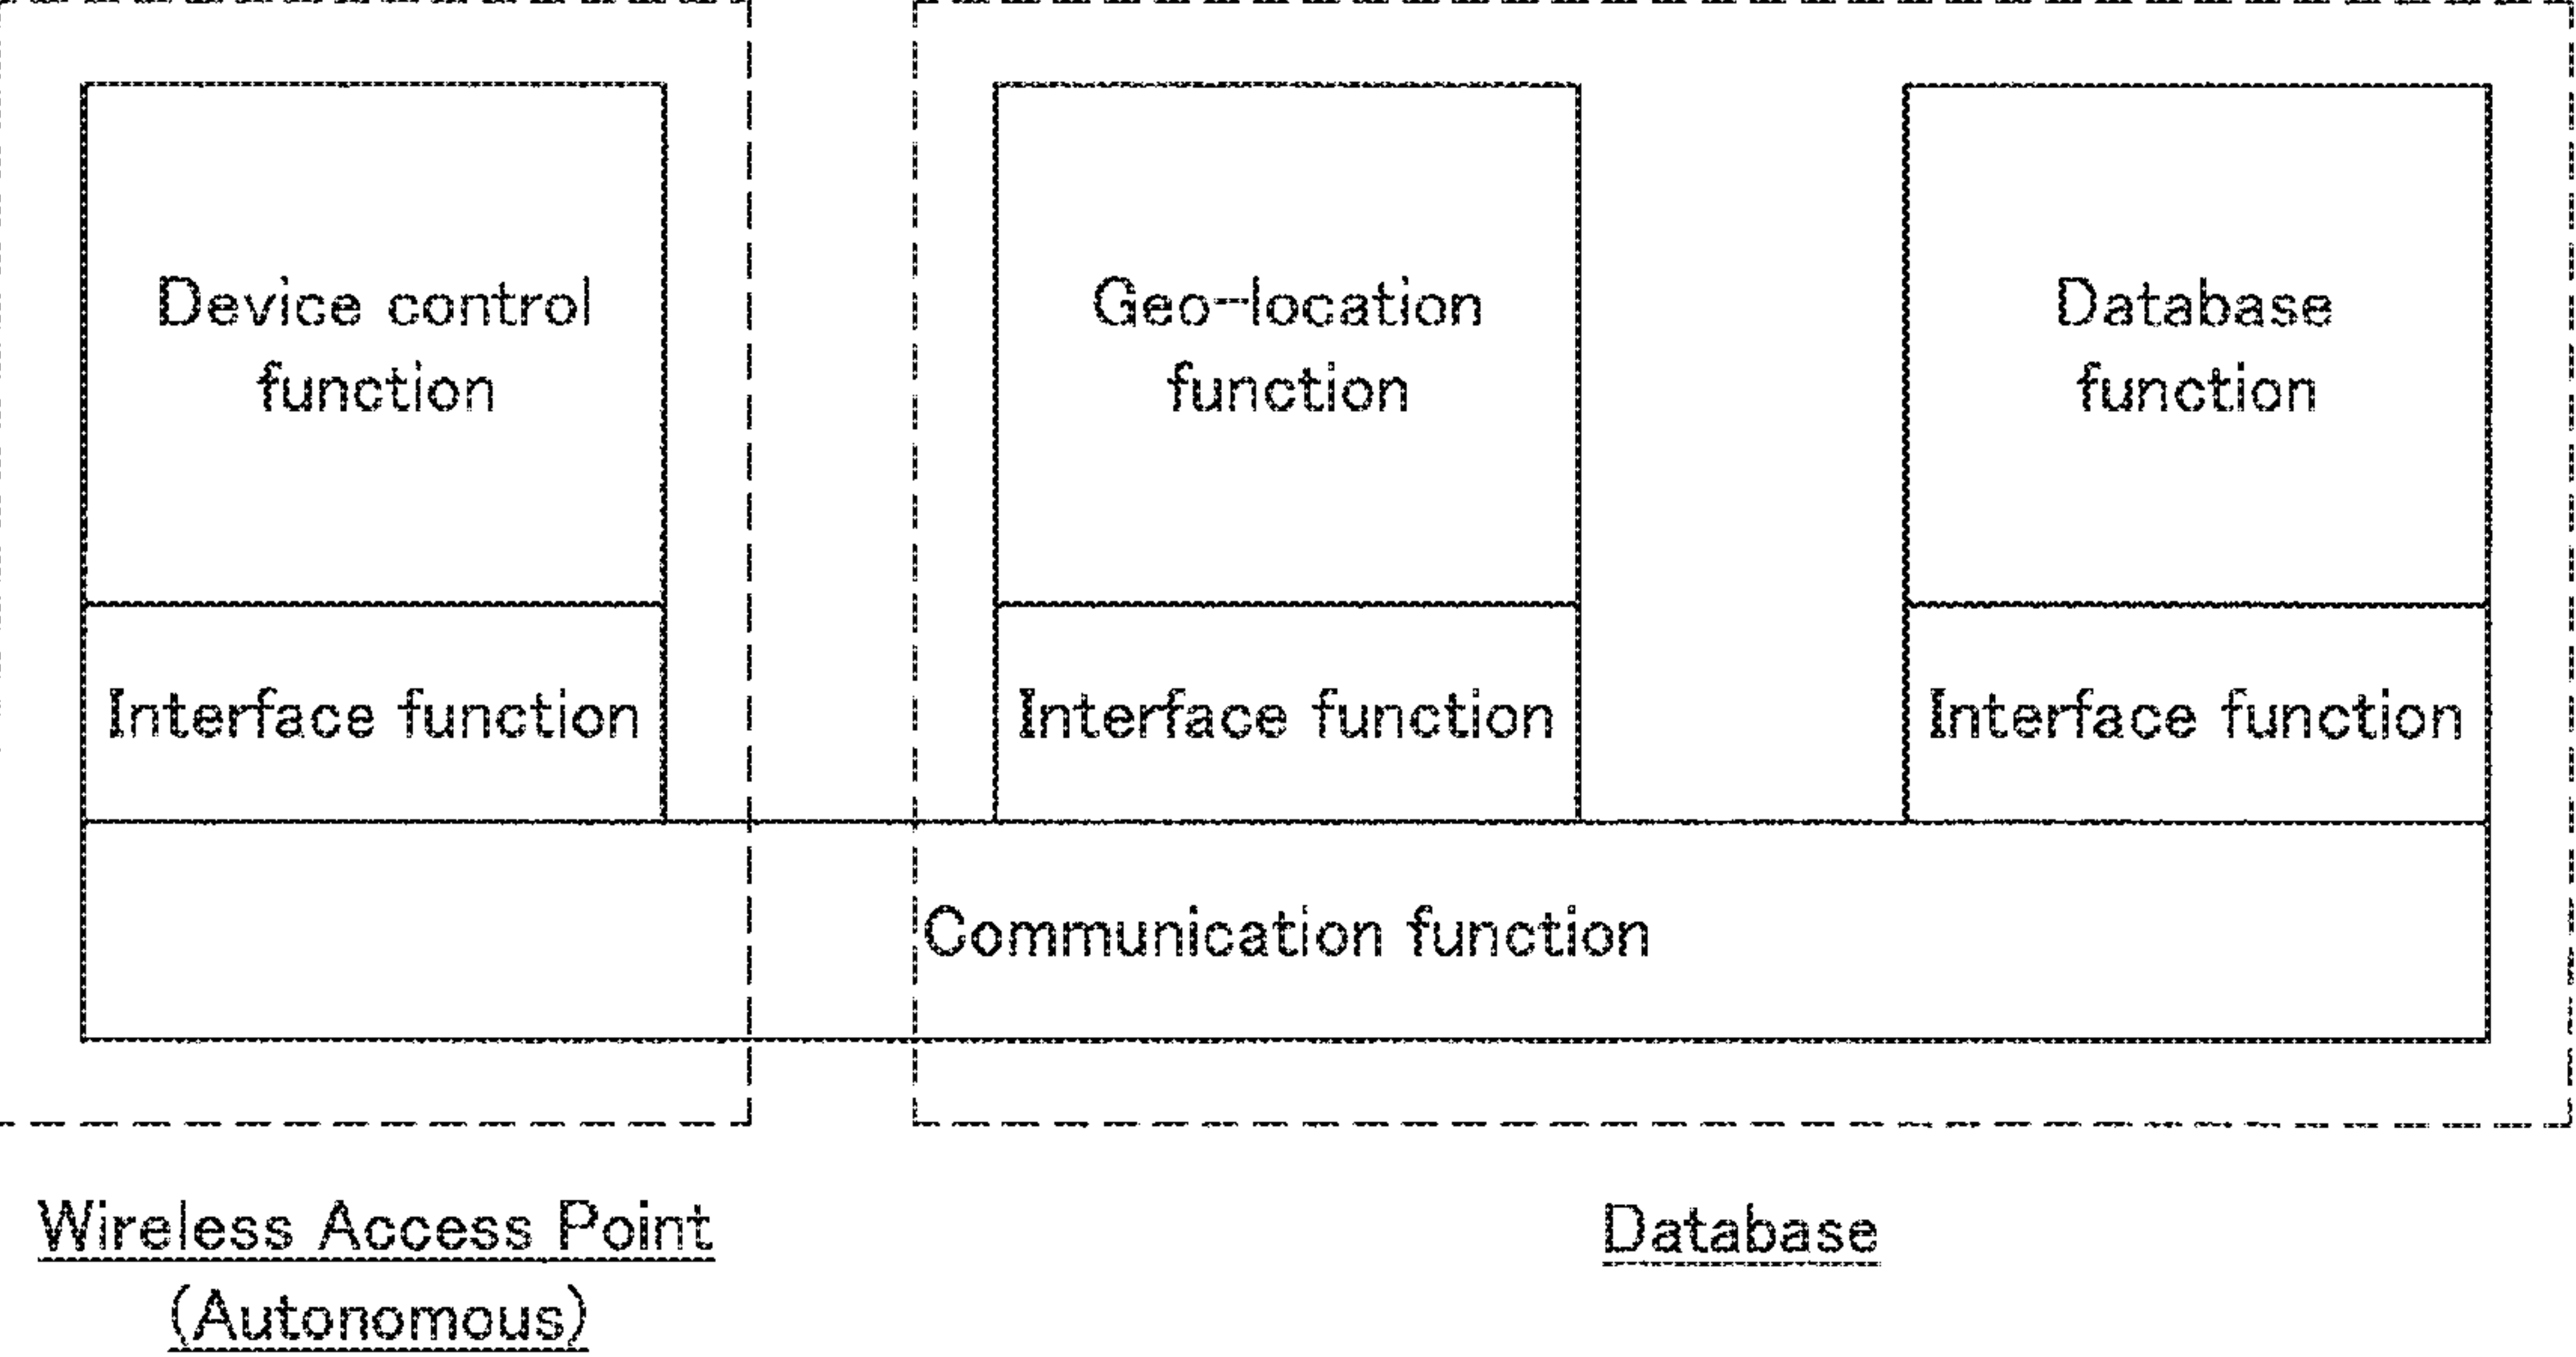 Device control
function
Geo-location
function
Database
function
Interface function
Interface function
Interface function
Communication function
Wireless Access Point
(Autonomous)
Database